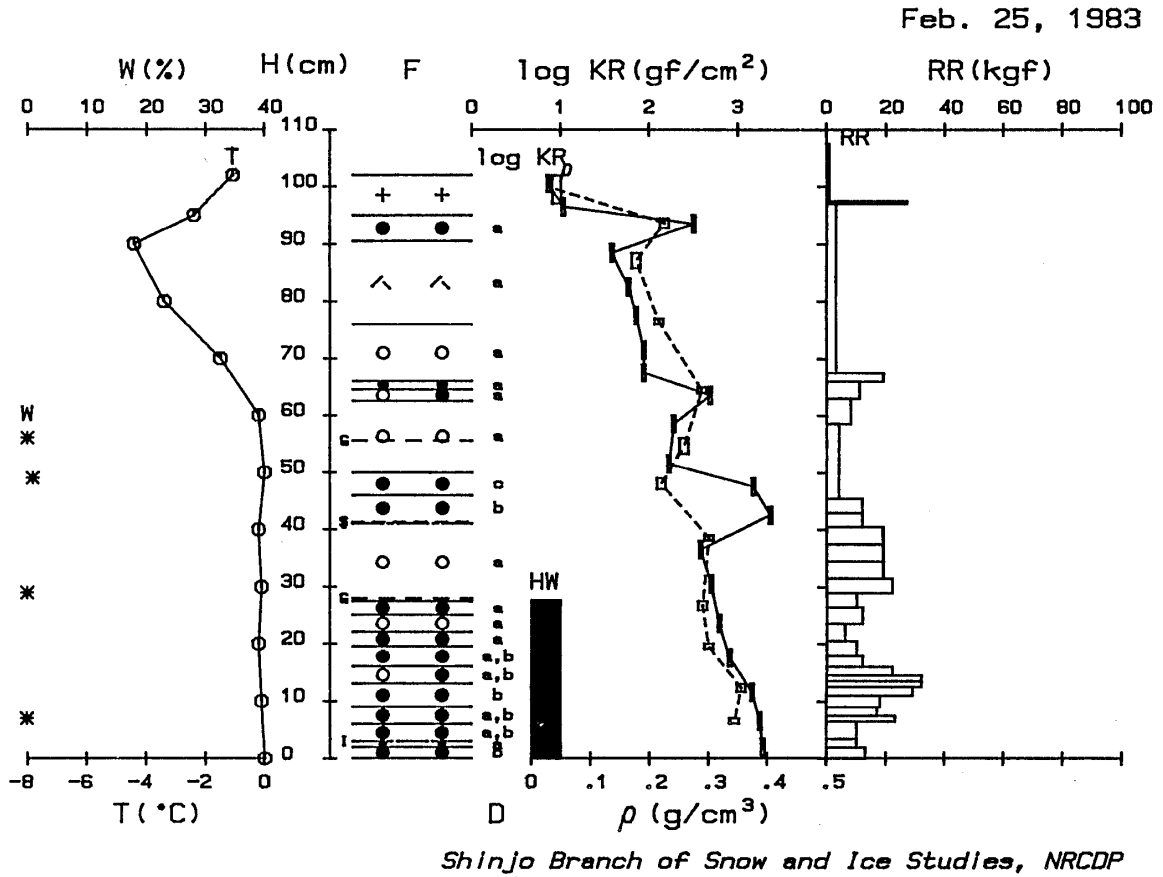 Feb. 25, 1983
W(%) H(cm) F log KR(gf/cm²) RR(kgf)
0 20 40 0 1 2 3 0 20 40 60 80 100
110
T log KR ρ RR
100
a
90
a
80
a
70
a
a
60
W
a
50
c
b
40
a
30
HW
a
a
20
a
a,b
a,b
10
b
a,b
a,b
I
0
-8 -6 -4 -2 0 0 .1 .2 .3 .4 .5
T(°C) D ρ(g/cm³)
Shinjo Branch of Snow and Ice Studies, NRCDP